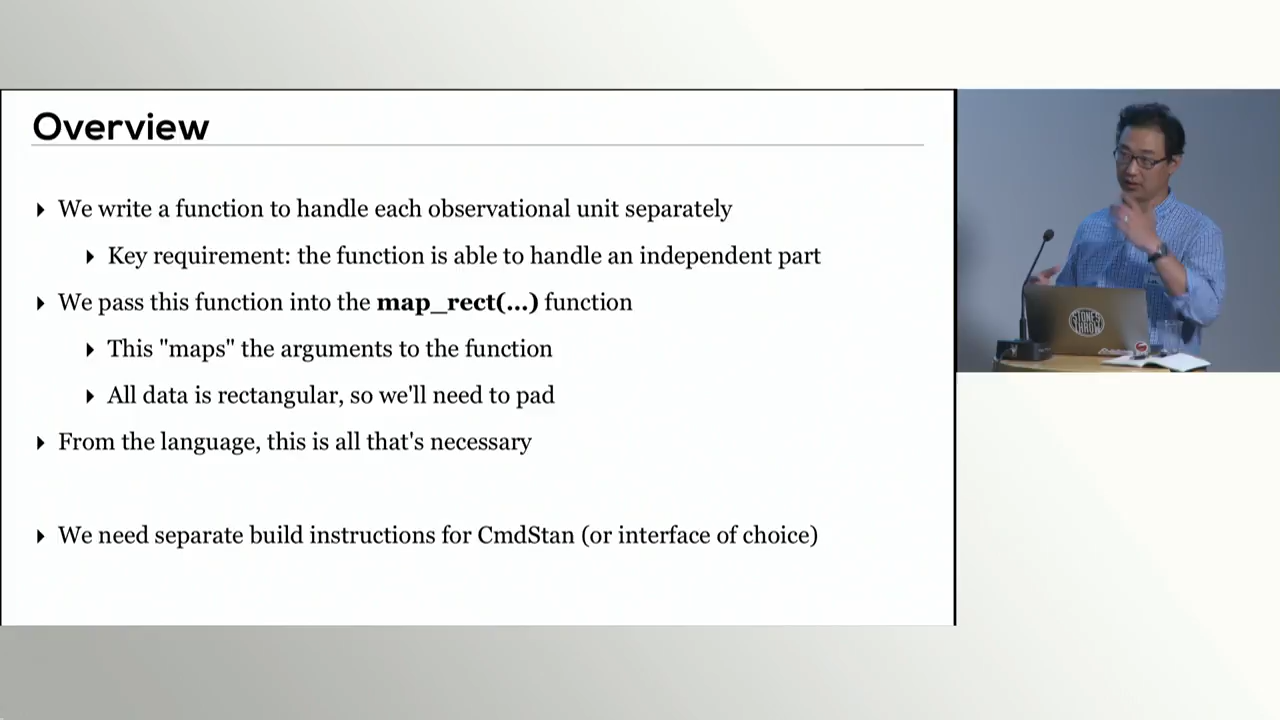 Overview
We write a function to handle each observational unit separately
Key requirement: the function is able to handle an independent part
We pass this function into the map_rect(...) function
This "maps" the arguments to the function
All data is rectangular, so we'll need to pad
From the language, this is all that's necessary
We need separate build instructions for CmdStan (or interface of choice)
STONES
THROW